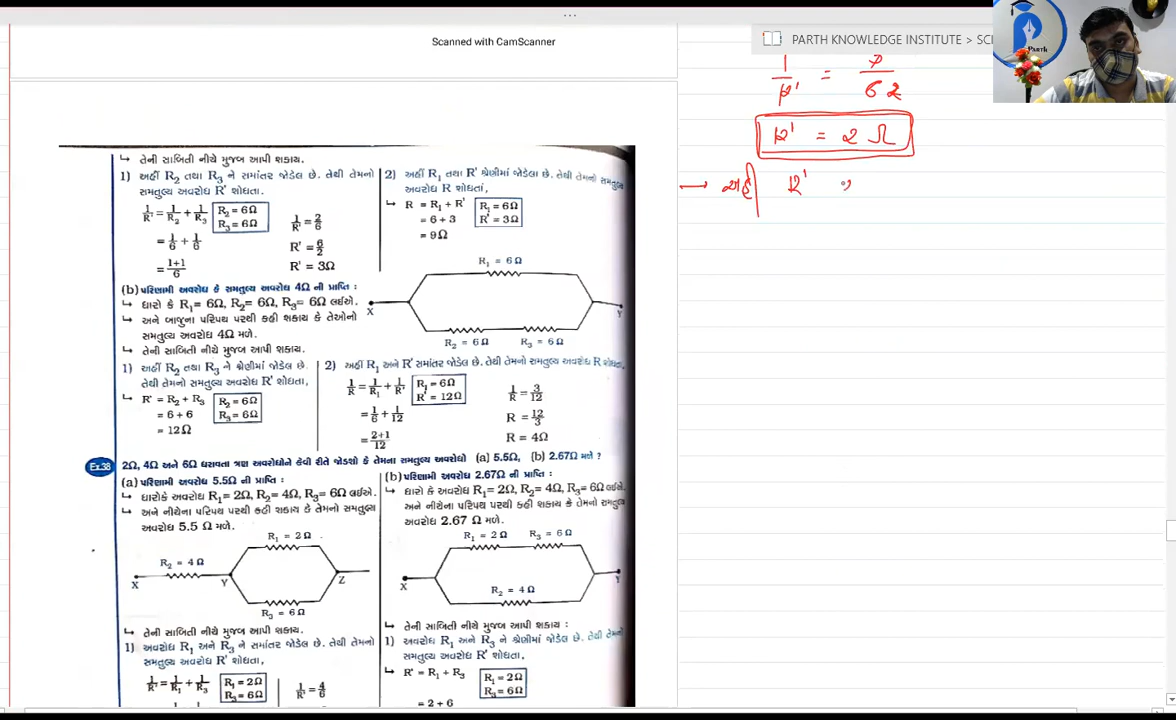 Scanned with CamScanner
PARTH KNOWLEDGE INSTITUTE > SC
Parth
1/R' = /6 2
R' = 2 Ω
→ અહીં R'
↳ તેની સાબિતી નીચે મુજબ આપી શકાય.
1) અહીં R₂ તથા R₃ ને સમાંતર જોડેલ છે. તેથી તેમનો
સમતુલ્ય અવરોધ R' શોધતા.
1/R' = 1/R₂ + 1/R₃
R₂ = 6Ω
R₃ = 6Ω
= 1/6 + 1/6
= 1+1/6
1/R' = 2/6
R' = 6/2
R' = 3Ω
2) અહીં R₁ તથા R' શ્રેણીમાં જોડેલા છે. તેથી તેમનો સમતુલ્ય
અવરોધ R શોધતાં,
↳ R = R₁ + R'
= 6 + 3
= 9Ω
R₁ = 6Ω
R' = 3Ω
(b) પરિણામી અવરોધ કે સમતુલ્ય અવરોધ 4Ω ની પ્રાપ્તિ :
↳ ધારો કે R₁= 6Ω, R₂= 6Ω, R₃= 6Ω લઈએ.
↳ અને બાજુના પરિપથ પરથી કહી શકાય કે તેઓનો
સમતુલ્ય અવરોધ 4Ω મળે.
↳ તેની સાબિતી નીચે મુજબ આપી શકાય.
R₁ = 6Ω
X
Y
R₂ = 6Ω R₃ = 6Ω
1) અહીં R₂ તથા R₃ ને શ્રેણીમાં જોડેલ છે.
તેથી તેમનો સમતુલ્ય અવરોધ R' શોધતા,
↳ R' = R₂ + R₃
= 6 + 6
= 12Ω
R₂ = 6Ω
R₃ = 6Ω
2) અહીં R₁ અને R' સમાંતર જોડેલ છે. તેથી તેમનો સમતુલ્ય અવરોધ R શોધતા,
1/R = 1/R₁ + 1/R'
R₁ = 6Ω
R' = 12Ω
= 1/6 + 1/12
= 2+1/12
1/R = 3/12
R = 12/3
R = 4Ω
Ex.38 2Ω, 4Ω અને 6Ω ધરાવતા ત્રણ અવરોધોને કેવી રીતે જોડશો કે તેમના સમતુલ્ય અવરોધો (a) 5.5Ω, (b) 2.67Ω મળે ?
(a) પરિણામી અવરોધ 5.5Ω ની પ્રાપ્તિ :
↳ ધારોકે અવરોધ R₁= 2Ω, R₂= 4Ω, R₃= 6Ω લઈએ.
↳ અને નીચેના પરિપથ પરથી કહી શકાય કે તેમનો સમતુલ્ય
અવરોધ 5.5 Ω મળે.
R₁ = 2Ω
R₂ = 4Ω
X Y Z
R₃ = 6Ω
↳ તેની સાબિતી નીચે મુજબ આપી શકાય.
1) અવરોધ R₁ અને R₃ ને સમાંતર જોડેલ છે. તેથી તેમનો
સમતુલ્ય અવરોધ R' શોધતા,
1/R' = 1/R₁ + 1/R₃
R₁ = 2Ω
R₃ = 6Ω
1/R' = 4/6
(b) પરિણામી અવરોધ 2.67Ω ની પ્રાપ્તિ :
↳ ધારો કે અવરોધ R₁= 2Ω, R₂= 4Ω, R₃= 6Ω લઈએ.
અને નીચેના પરિપથ પરથી કહી શકાય કે તેમનો સમતુલ્ય
અવરોધ 2.67 Ω મળે.
R₁ = 2Ω R₃ = 6Ω
X
Y
R₂ = 4Ω
↳ તેની સાબિતી નીચે મુજબ આપી શકાય :
1) અવરોધ R₁ અને R₃ ને શ્રેણીમાં જોડેલ છે. તેથી તેમનો
સમતુલ્ય અવરોધ R' શોધતા,
↳ R' = R₁ + R₃
R₁ = 2Ω
R₃ = 6Ω
= 2 + 6